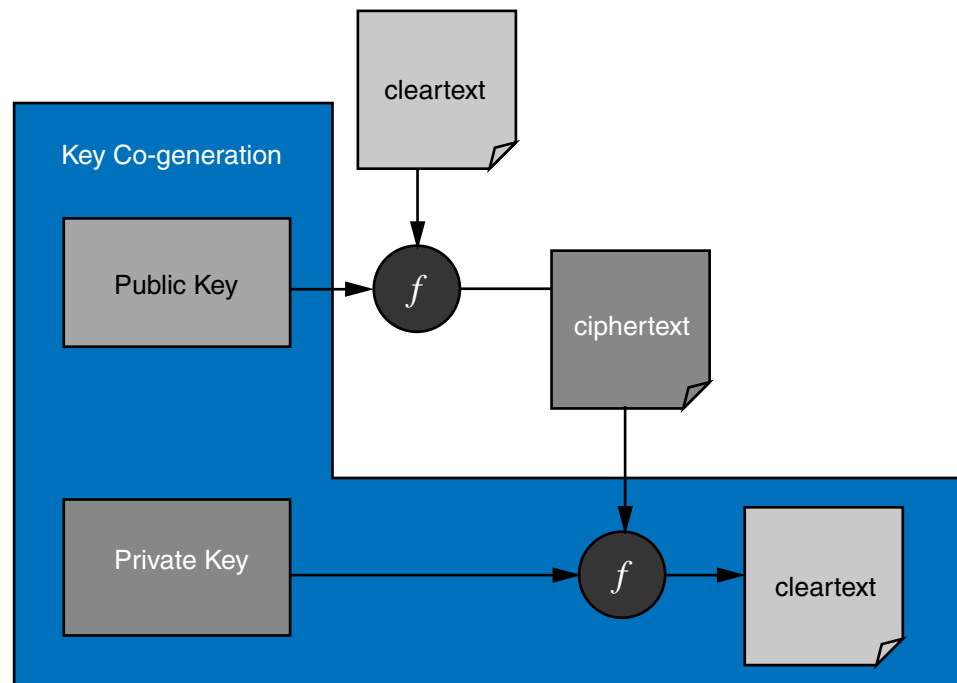 cleartext
Key Co-generation
Public Key
f
ciphertext
Private Key
f
cleartext